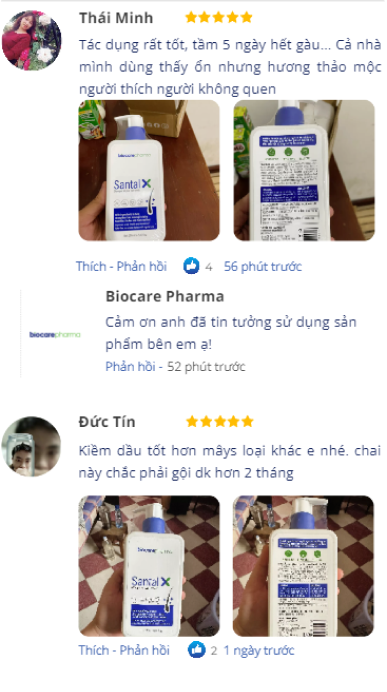 Thái Minh
Tác dụng rất tốt, tầm 5 ngày hết gàu... Cả nhà
mình dùng thấy ổn nhưng hương thảo mộc
người thích người không quen
biocarepharma
Santal X
Thích - Phản hồi 4 56 phút trước
Biocare Pharma
biocarepharma
Cảm ơn anh đã tin tưởng sử dụng sản
phẩm bên em ạ!
Phản hồi - 52 phút trước
Đức Tín
Kiềm dầu tốt hơn mâys loại khác e nhé. chai
này chắc phải gội dk hơn 2 tháng
biocare
Santal X
Thích - Phản hồi 2 1 ngày trước